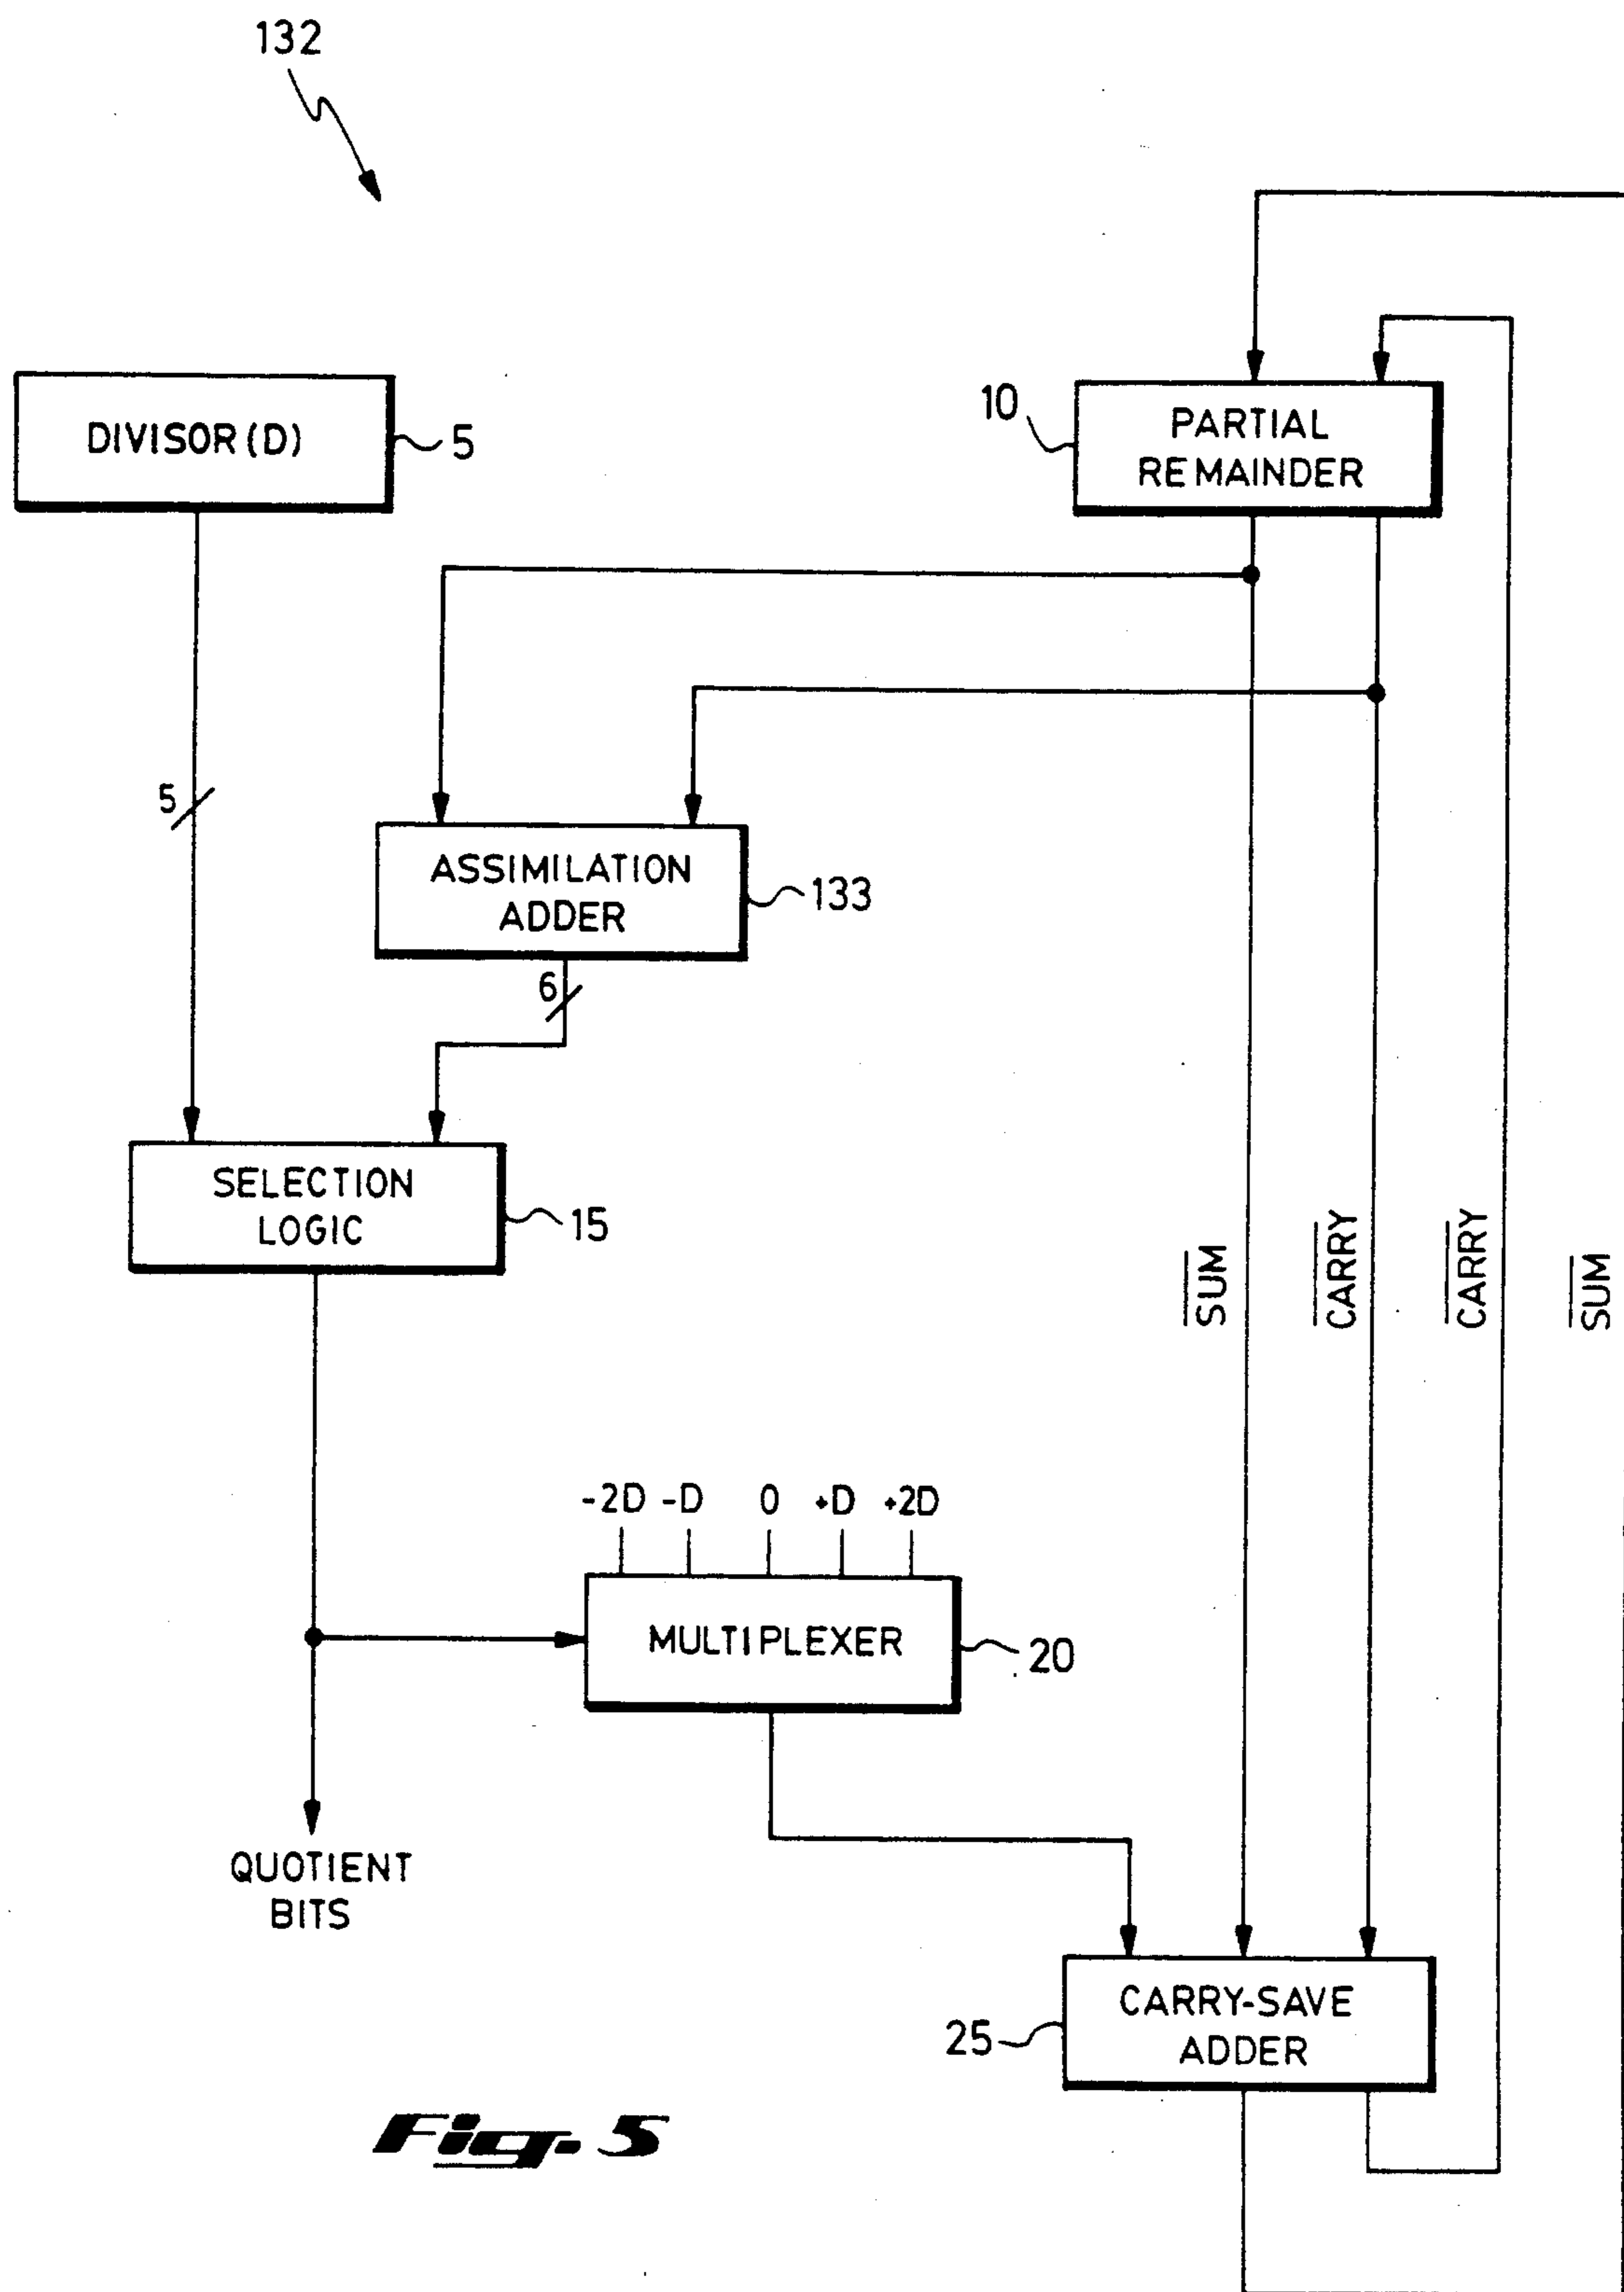 132
DIVISOR (D)
5
10
PARTIAL
REMAINDER
5
ASSIMILATION
ADDER
133
6
SELECTION
LOGIC
15
SUM
CARRY
CARRY
SUM
-2D -D 0 +D +2D
MULTIPLEXER
20
QUOTIENT
BITS
CARRY-SAVE
ADDER
25
Fig. 5